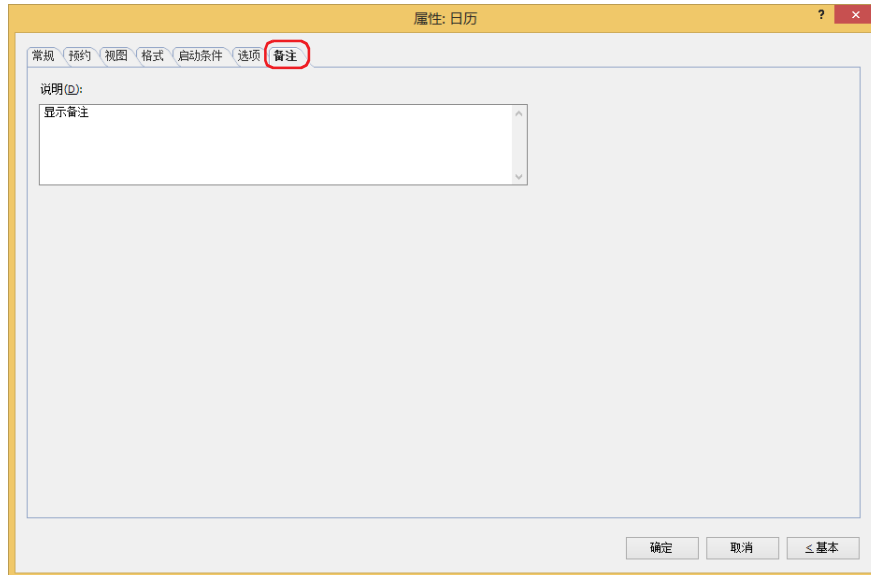 属性: 日历
? ×
常规 预约 视图 格式 启动条件 选项 备注
说明(D):
显示备注
确定 取消 <基本